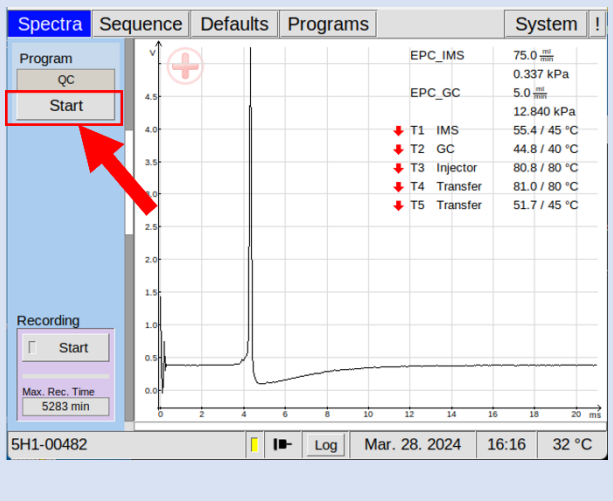 Spectra Sequence Defaults Programs System !
Program
QC
Start
V
EPC_IMS 75.0 ml/min
0.337 kPa
EPC_GC 5.0 ml/min
12.840 kPa
T1 IMS 55.4 / 45 °C
T2 GC 44.8 / 40 °C
T3 Injector 80.8 / 80 °C
T4 Transfer 81.0 / 80 °C
T5 Transfer 51.7 / 45 °C
4.5
4.0
3.5
3.0
2.5
2.0
1.5
1.0
0.5
0.0
0 2 4 6 8 10 12 14 16 18 20 ms
Recording
Start
Max. Rec. Time
5283 min
5H1-00482 Log Mar. 28. 2024 16:16 32 °C